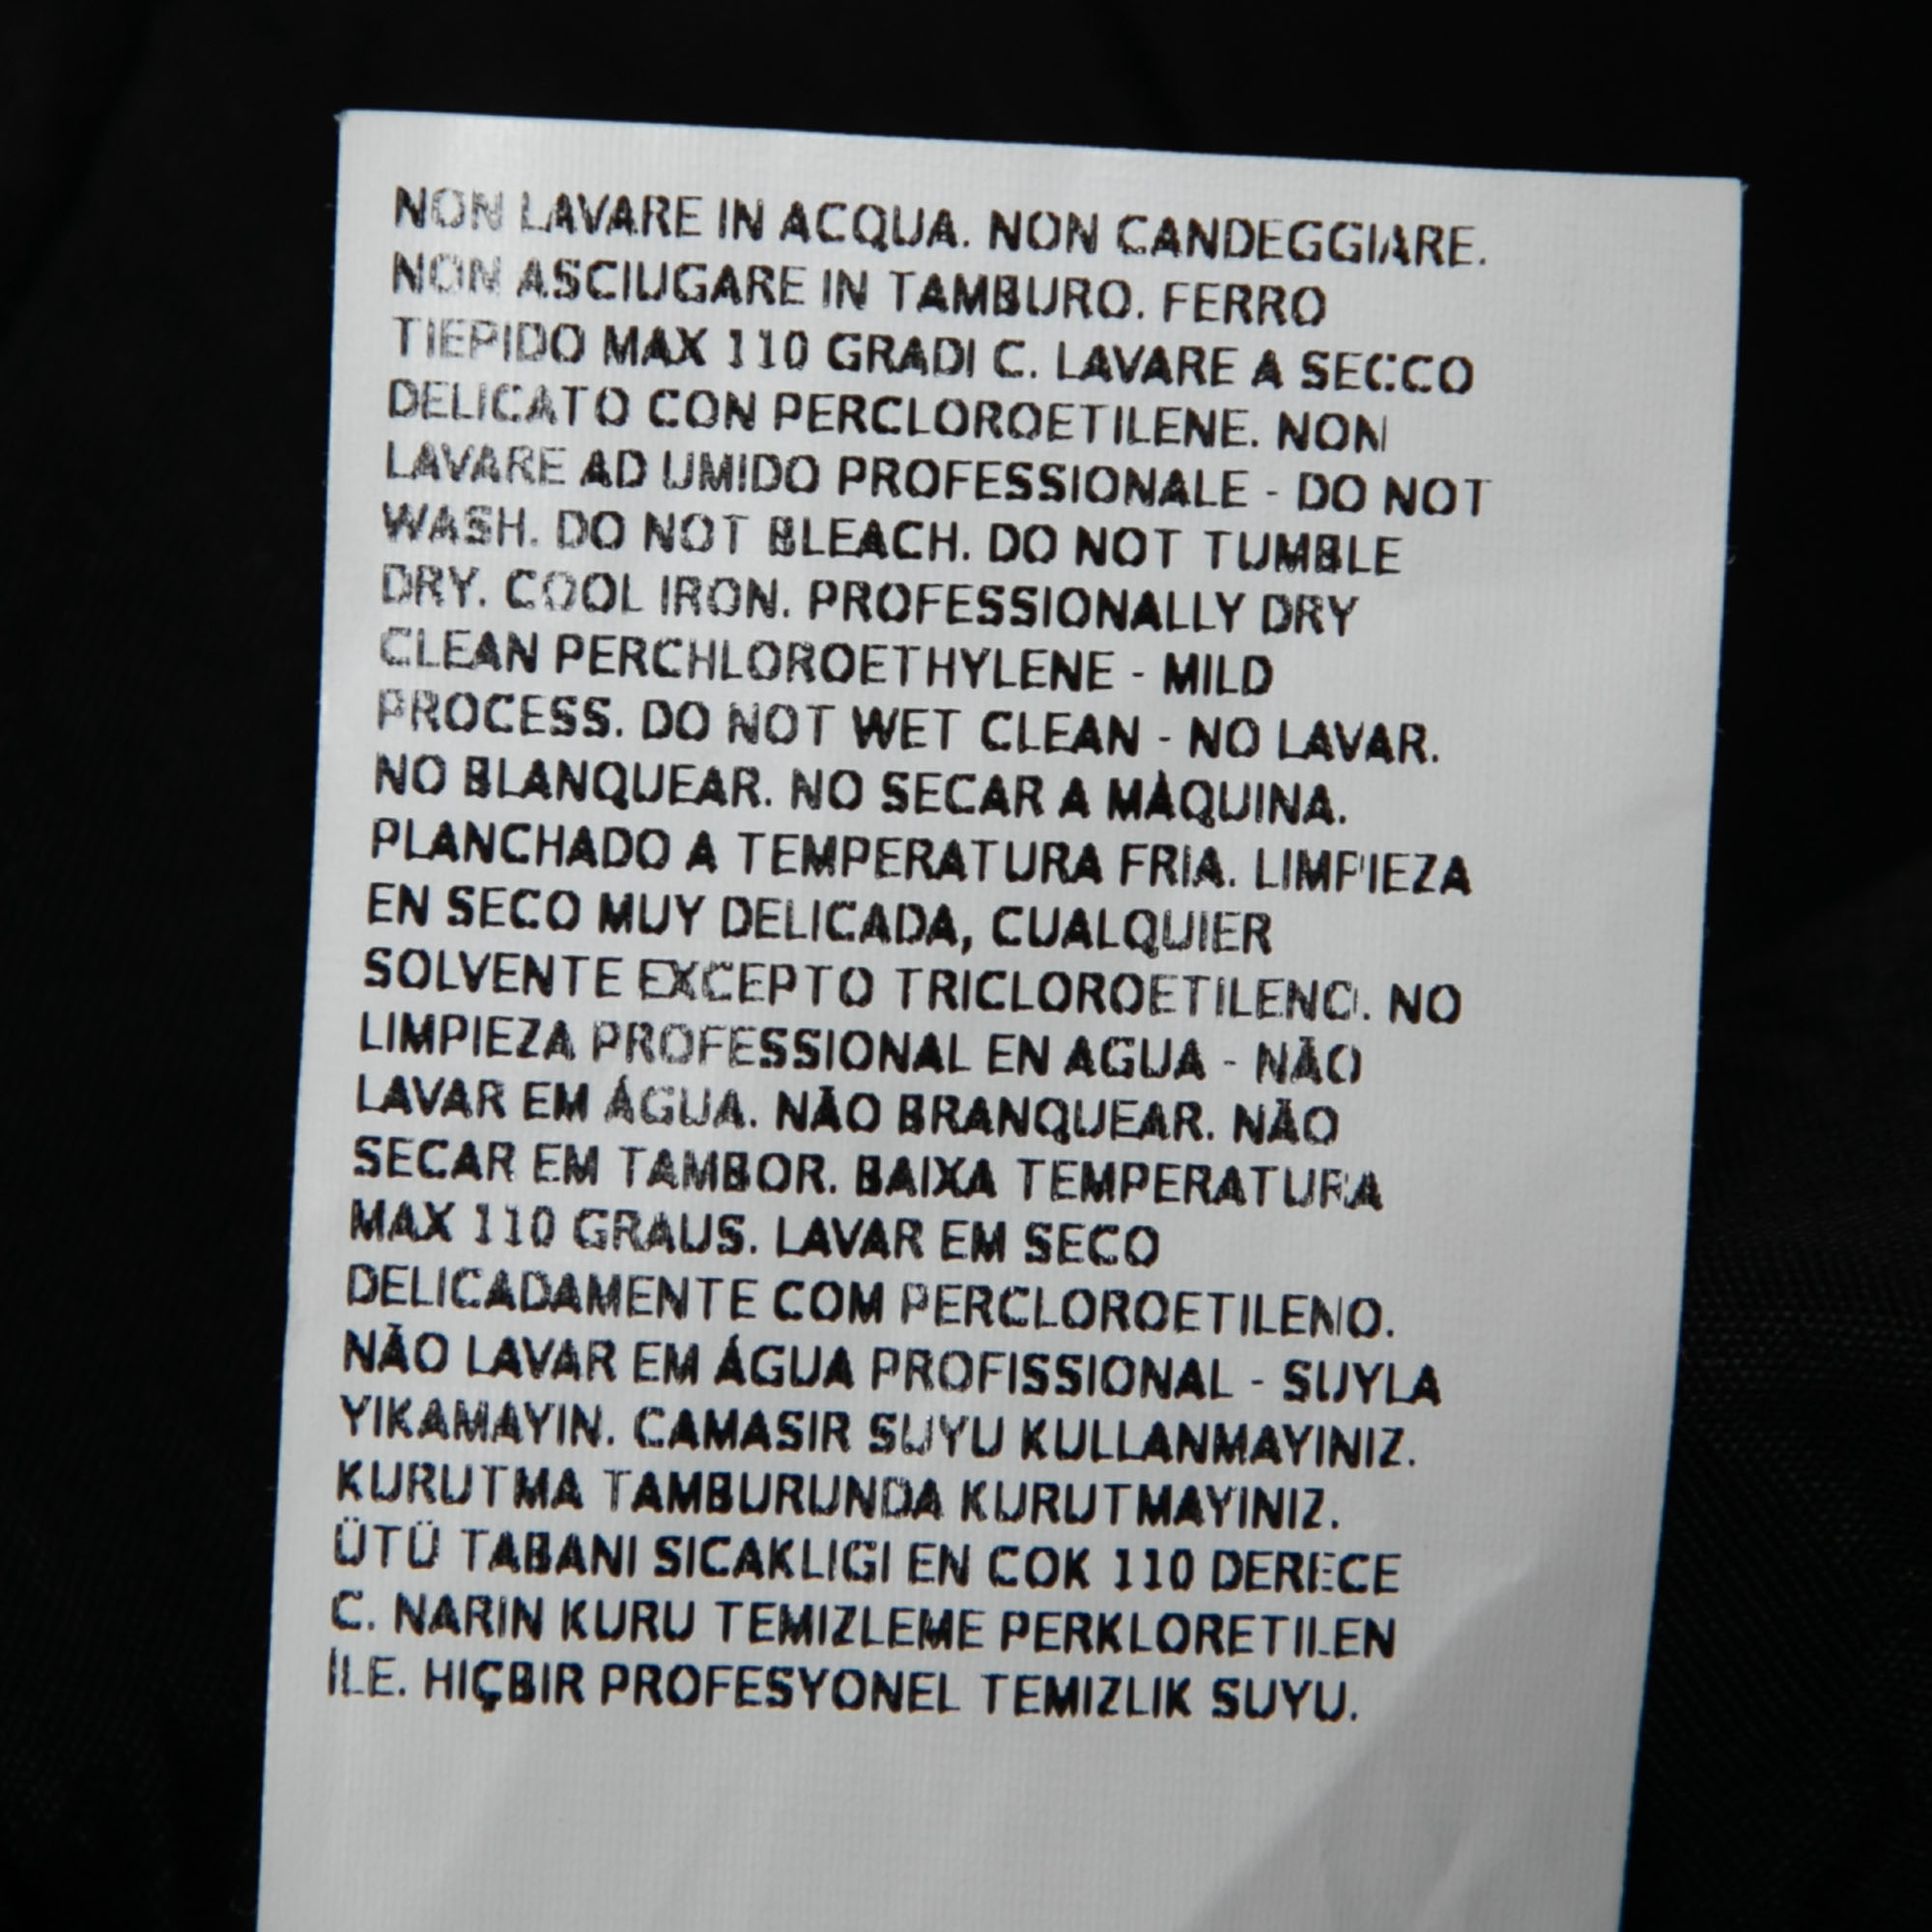 NON LAVARE IN ACQUA. NON CANDEGGIARE.
NON ASCIUGARE IN TAMBURO. FERRO
TIEPIDO MAX 110 GRADI C. LAVARE A SECCO
DELICATO CON PERCLOROETILENE. NON
LAVARE AD UMIDO PROFESSIONALE - DO NOT
WASH. DO NOT BLEACH. DO NOT TUMBLE
DRY. COOL IRON. PROFESSIONALLY DRY
CLEAN PERCHLOROETHYLENE - MILD
PROCESS. DO NOT WET CLEAN - NO LAVAR.
NO BLANQUEAR. NO SECAR A MÀQUINA.
PLANCHADO A TEMPERATURA FRIA. LIMPIEZA
EN SECO MUY DELICADA, CUALQUIER
SOLVENTE EXCEPTO TRICLOROETILENO. NO
LIMPIEZA PROFESSIONAL EN AGUA - NÃO
LAVAR EM ÁGUA. NÃO BRANQUEAR. NÃO
SECAR EM TAMBOR. BAIXA TEMPERATURA
MAX 110 GRAUS. LAVAR EM SECO
DELICADAMENTE COM PERCLOROETILENO.
NÃO LAVAR EM ÁGUA PROFISSIONAL - SUYLA
YIKAMAYIN. CAMASIR SUYU KULLANMAYINIZ.
KURUTMA TAMBURUNDA KURUTMAYINIZ.
ÜTÜ TABANI SICAKLIGI EN COK 110 DERECE
C. NARIN KURU TEMIZLEME PERKLORETILEN
İLE. HIÇBIR PROFESYONEL TEMIZLIK SUYU.